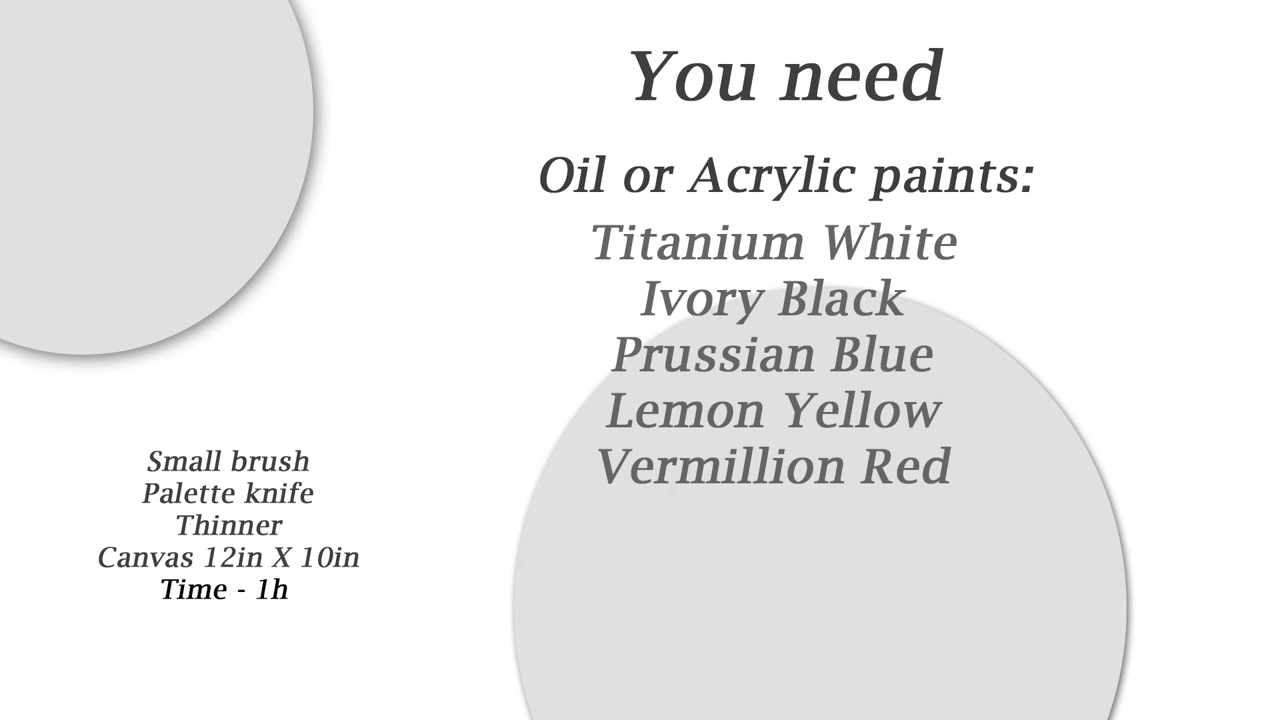 You need
Oil or Acrylic paints:
Titanium White
Ivory Black
Prussian Blue
Lemon Yellow
Vermillion Red
Small brush
Palette knife
Thinner
Canvas 12in X 10in
Time - 1h